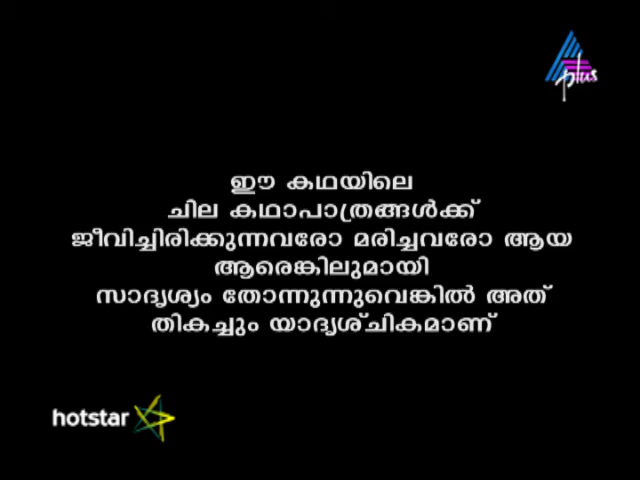 plus
ഈ കഥയിലെ
ചില കഥാപാത്രങ്ങൾക്ക്
ജീവിച്ചിരിക്കുന്നവരോ മരിച്ചവരോ ആയ
ആരെങ്കിലുമായി
സാദൃശ്യം തോന്നുന്നുവെങ്കിൽ അത്
തികച്ചും യാദൃശ്ചികമാണ്
hotstar